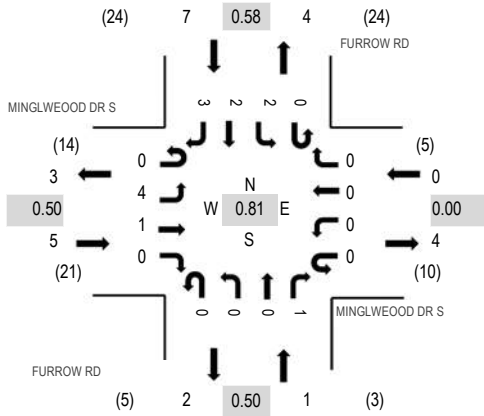 (24) 7 0.58 4 (24)
FURROW RD
3 2 2 0
MINGLWEOOD DR S
(14) 0 0 (5)
3 4 N 0 0
0.50 W 0.81 E 0.00
5 1 S 0 4
(21) 0 0 (10)
0 0 0 1
MINGLWEOOD DR S
FURROW RD
(5) 2 0.50 1 (3)